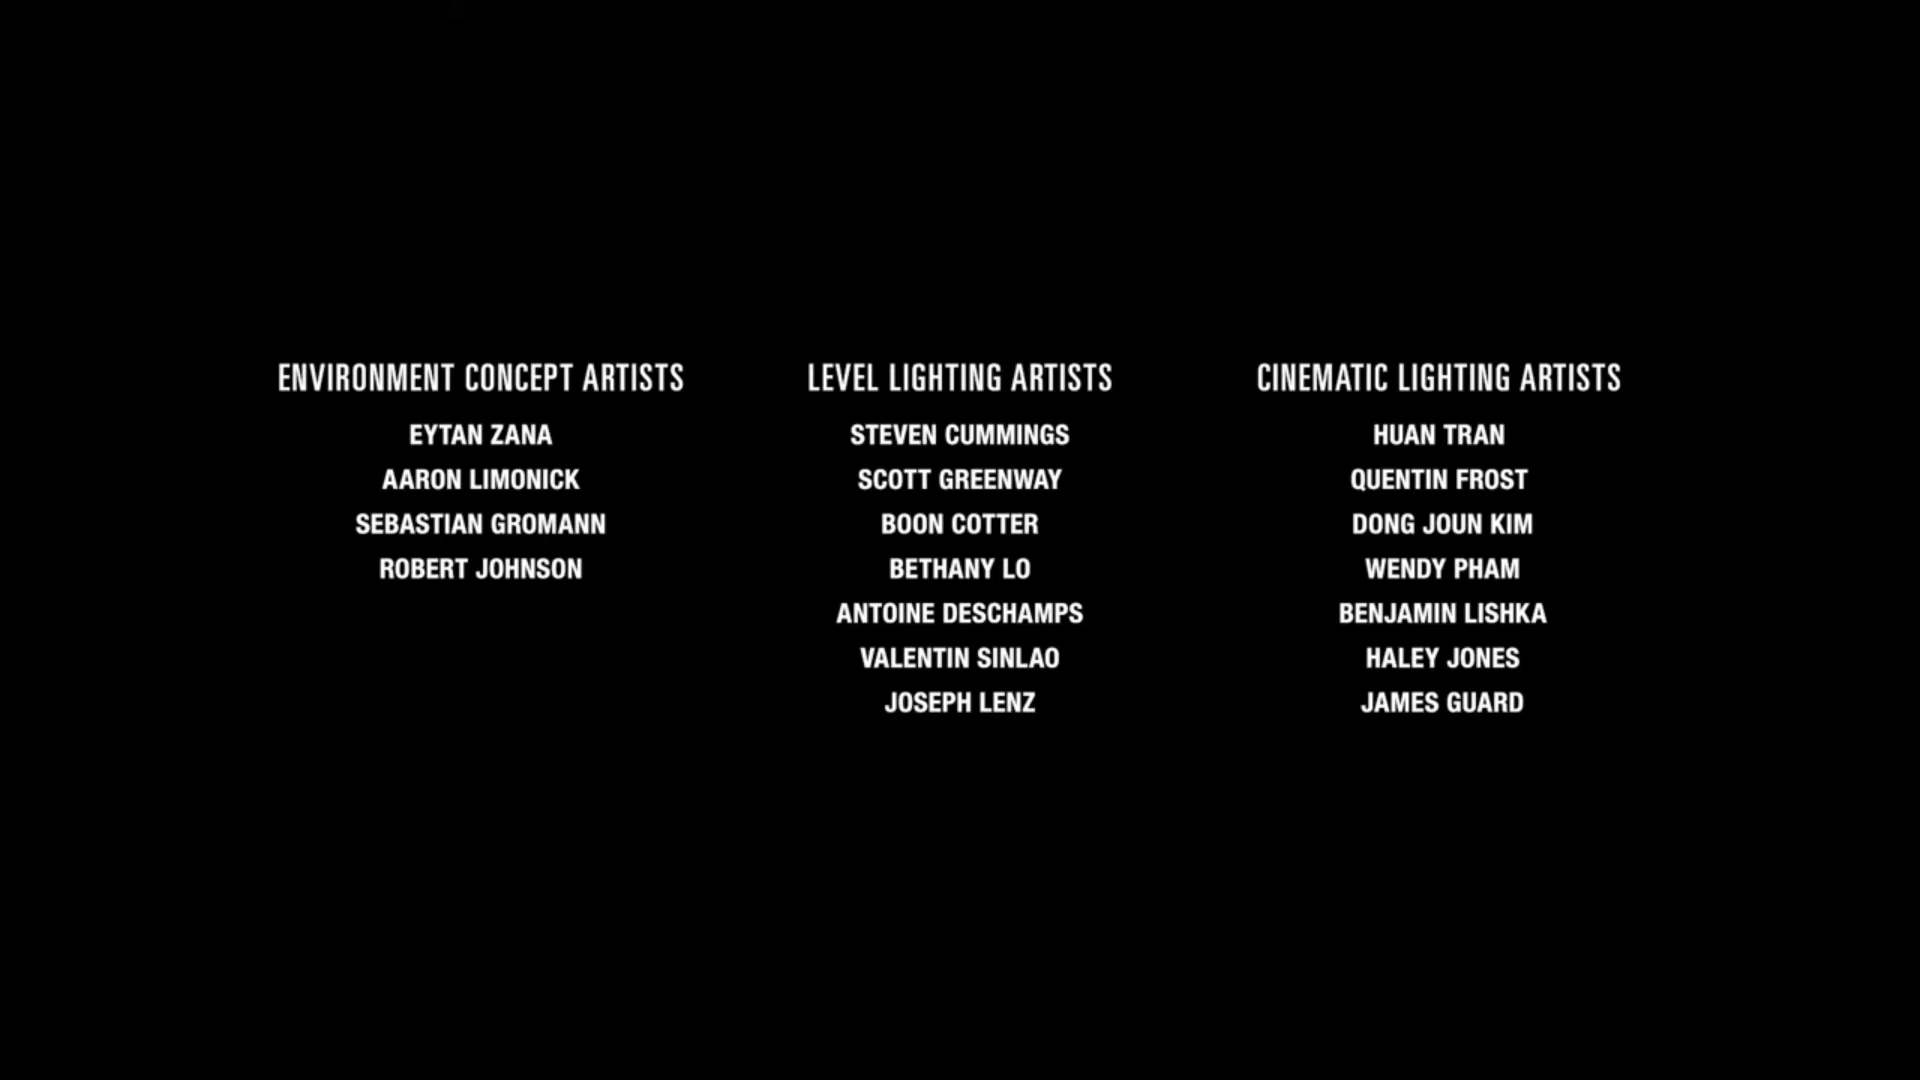 ENVIRONMENT CONCEPT ARTISTS
EYTAN ZANA
AARON LIMONICK
SEBASTIAN GROMANN
ROBERT JOHNSON
LEVEL LIGHTING ARTISTS
STEVEN CUMMINGS
SCOTT GREENWAY
BOON COTTER
BETHANY LO
ANTOINE DESCHAMPS
VALENTIN SINLAO
JOSEPH LENZ
CINEMATIC LIGHTING ARTISTS
HUAN TRAN
QUENTIN FROST
DONG JOUN KIM
WENDY PHAM
BENJAMIN LISHKA
HALEY JONES
JAMES GUARD